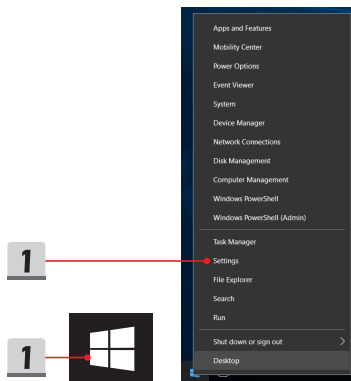 Apps and Features
Mobility Center
Power Options
Event Viewer
System
Device Manager
Network Connections
Disk Management
Computer Management
Windows PowerShell
Windows PowerShell (Admin)
Task Manager
1
Settings
File Explorer
Search
Run
1
Shut down or sign out
Desktop